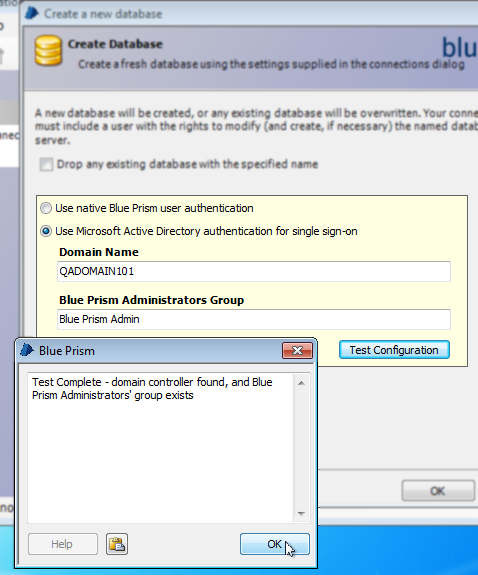 Create a new database
Create Database
blu
Create a fresh database using the settings supplied in the connections dialog
A new database will be created, or any existing database will be overwritten. Your conne
must include a user with the rights to modify (and create, if necessary) the named datab
server.
Drop any existing database with the specified name
Use native Blue Prism user authentication
Use Microsoft Active Directory authentication for single sign-on
Domain Name
QADOMAIN101
Blue Prism Administrators Group
Blue Prism Admin
Test Configuration
Blue Prism
Test Complete - domain controller found, and Blue
Prism Administrators' group exists
OK
Help
OK